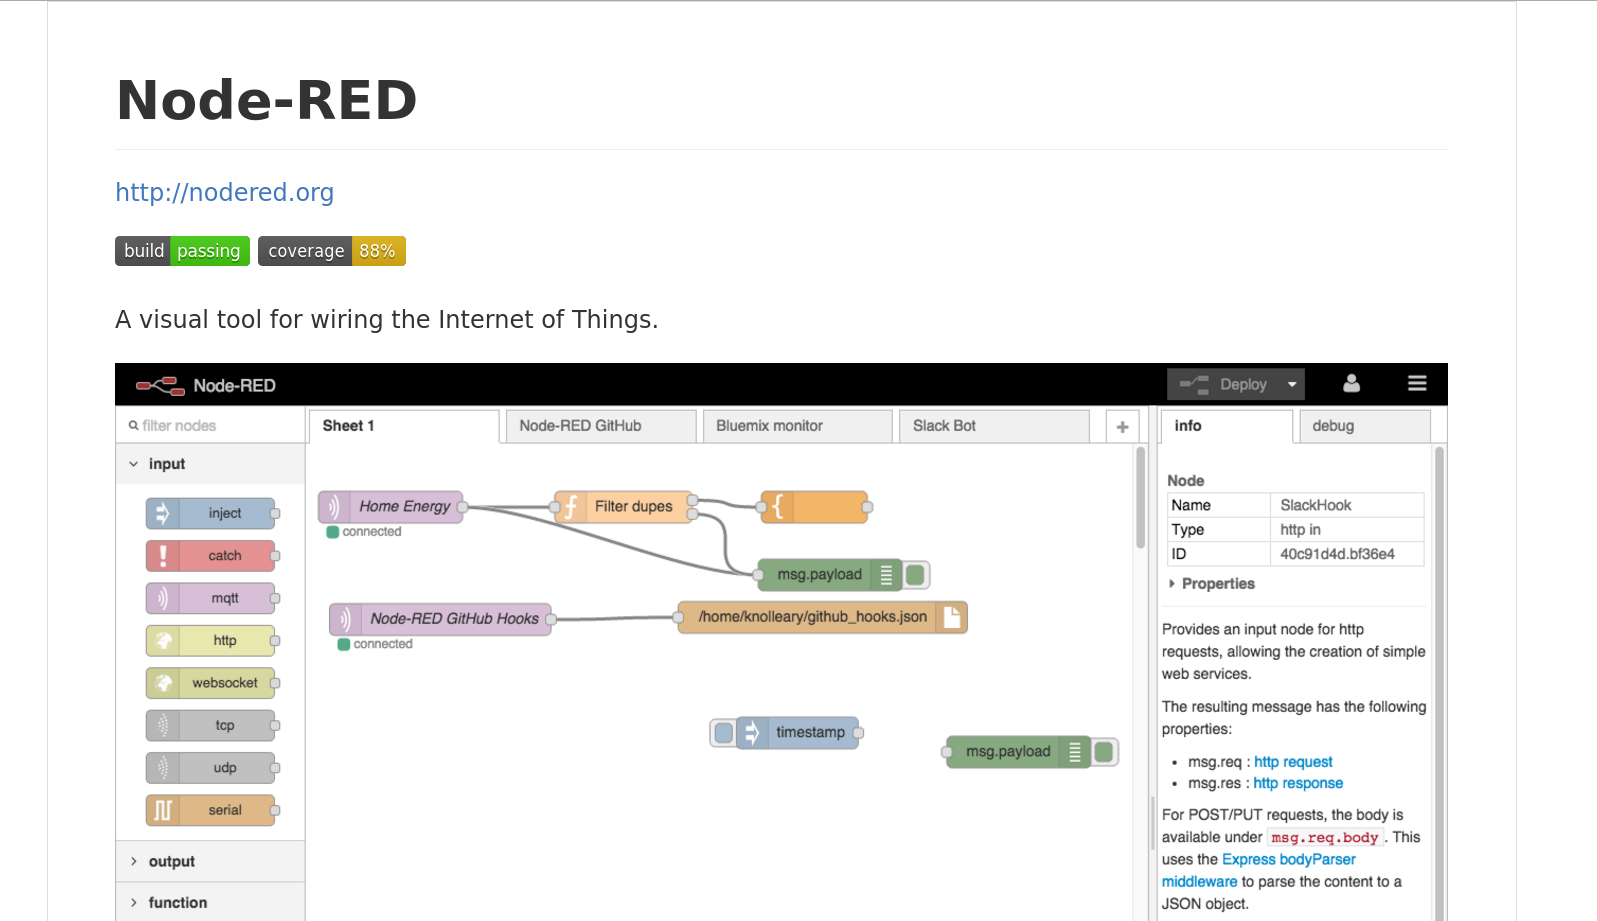 Node-RED
http://nodered.org
build passing coverage 88%
A visual tool for wiring the Internet of Things.
Node-RED
Deploy
filter nodes
Sheet 1
Node-RED GitHub
Bluemix monitor
Slack Bot
+
info
debug
input
inject
catch
mqtt
http
websocket
tcp
udp
serial
output
function
Home Energy
connected
Filter dupes
msg.payload
Node-RED GitHub Hooks
connected
/home/knolleary/github_hooks.json
timestamp
msg.payload
Node
Name SlackHook
Type http in
ID 40c91d4d.bf36e4
Properties
Provides an input node for http
requests, allowing the creation of simple
web services.
The resulting message has the following
properties:
• msg.req : http request
• msg.res : http response
For POST/PUT requests, the body is
available under msg.req.body. This
uses the Express bodyParser
middleware to parse the content to a
JSON object.